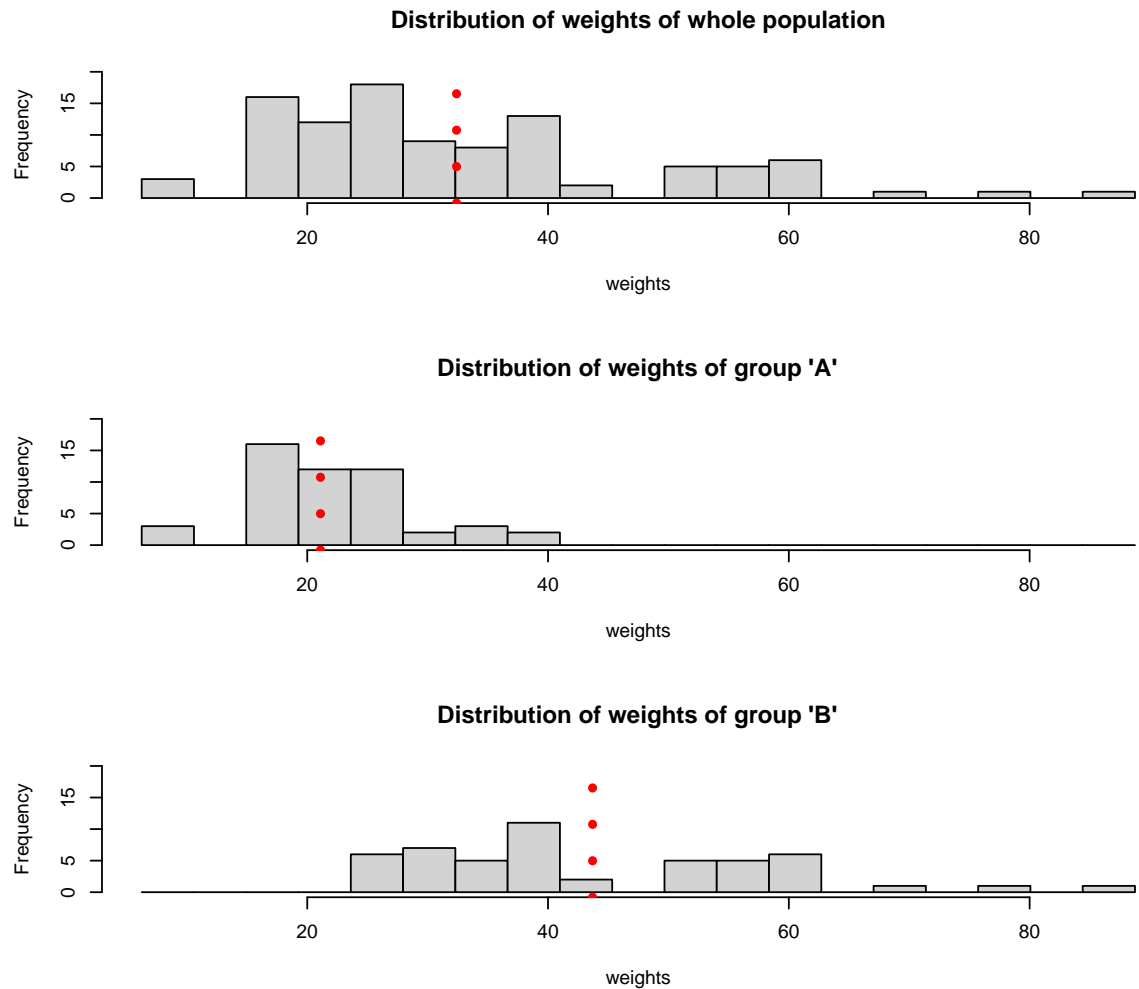 Distribution of weights of whole population
Frequency
0 5 15
20 40 60 80
weights
Distribution of weights of group 'A'
Frequency
0 5 15
20 40 60 80
weights
Distribution of weights of group 'B'
Frequency
0 5 15
20 40 60 80
weights